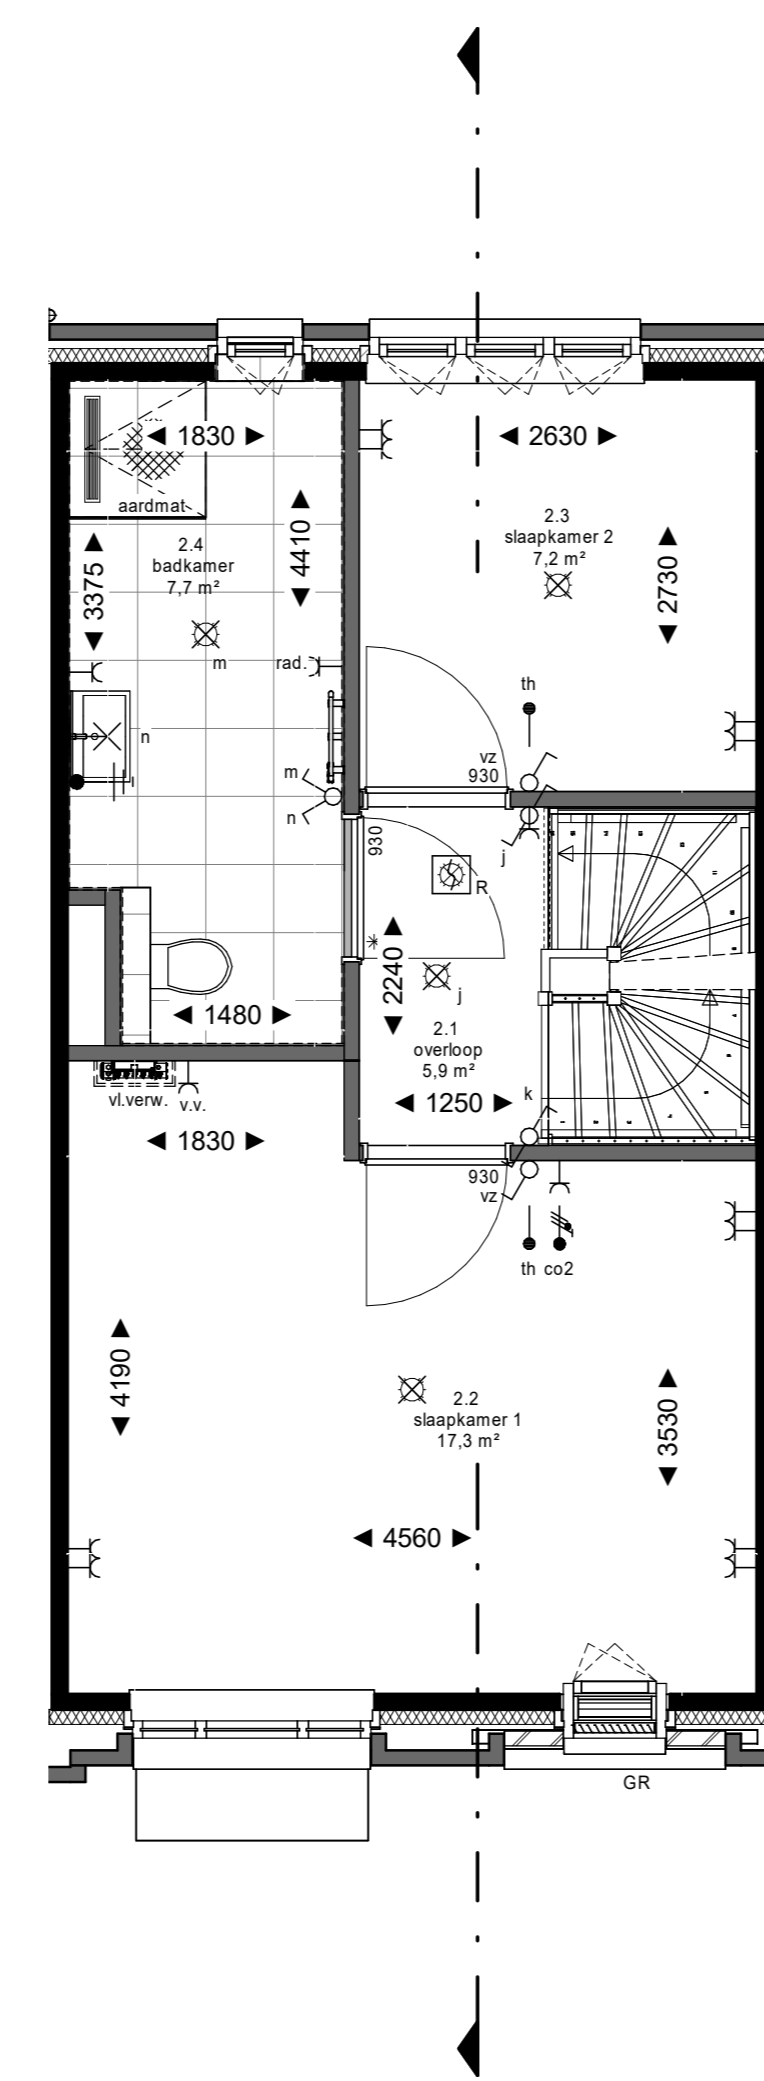 1830
2630
aardmat
2.3
slaapkamer 2
7,2 m²
2.4
badkamer
7,7 m²
4410
3375
2730
m
rad.
th
n
vz
930
m
n
930
j
R
2240
j
1480
2.1
overloop
5,9 m²
k
1250
vl.verw.
v.v.
1830
930
vz
th co2
4190
2.2
slaapkamer 1
17,3 m²
3530
4560
GR